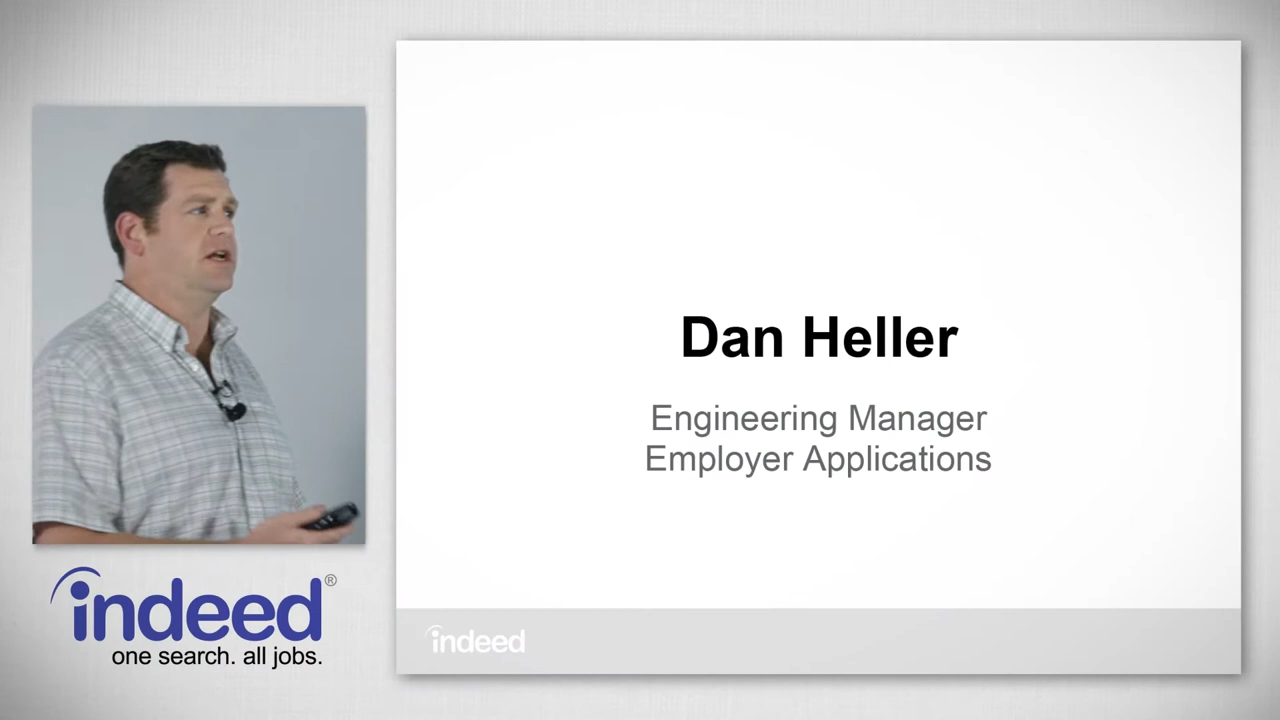 Dan Heller
Engineering Manager
Employer Applications
indeed
indeed®
one search. all jobs.